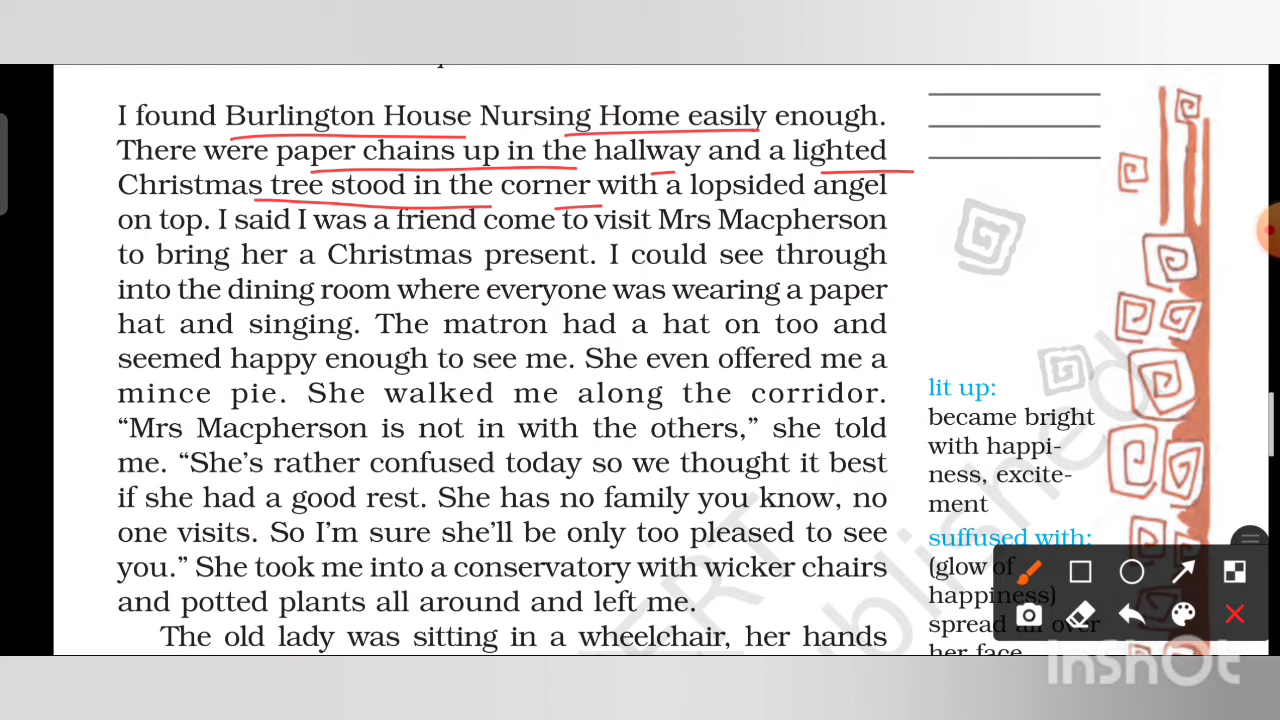 I found Burlington House Nursing Home easily enough.
There were paper chains up in the hallway and a lighted
Christmas tree stood in the corner with a lopsided angel
on top. I said I was a friend come to visit Mrs Macpherson
to bring her a Christmas present. I could see through
into the dining room where everyone was wearing a paper
hat and singing. The matron had a hat on too and
seemed happy enough to see me. She even offered me a
mince pie. She walked me along the corridor.
“Mrs Macpherson is not in with the others,” she told
me. “She’s rather confused today so we thought it best
if she had a good rest. She has no family you know, no
one visits. So I’m sure she’ll be only too pleased to see
you.” She took me into a conservatory with wicker chairs
and potted plants all around and left me.
The old lady was sitting in a wheelchair, her hands
lit up:
became bright
with happi-
ness, excite-
ment
suffused with:
(glow of
happiness)
spread all over
her face
InShOt